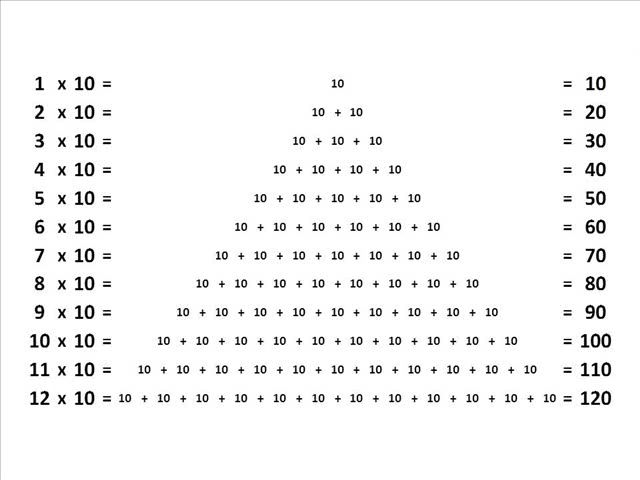 1 x 10 = 10 = 10
2 x 10 = 10 + 10 = 20
3 x 10 = 10 + 10 + 10 = 30
4 x 10 = 10 + 10 + 10 + 10 = 40
5 x 10 = 10 + 10 + 10 + 10 + 10 = 50
6 x 10 = 10 + 10 + 10 + 10 + 10 + 10 = 60
7 x 10 = 10 + 10 + 10 + 10 + 10 + 10 + 10 = 70
8 x 10 = 10 + 10 + 10 + 10 + 10 + 10 + 10 + 10 = 80
9 x 10 = 10 + 10 + 10 + 10 + 10 + 10 + 10 + 10 + 10 = 90
10 x 10 = 10 + 10 + 10 + 10 + 10 + 10 + 10 + 10 + 10 + 10 = 100
11 x 10 = 10 + 10 + 10 + 10 + 10 + 10 + 10 + 10 + 10 + 10 + 10 = 110
12 x 10 = 10 + 10 + 10 + 10 + 10 + 10 + 10 + 10 + 10 + 10 + 10 + 10 = 120